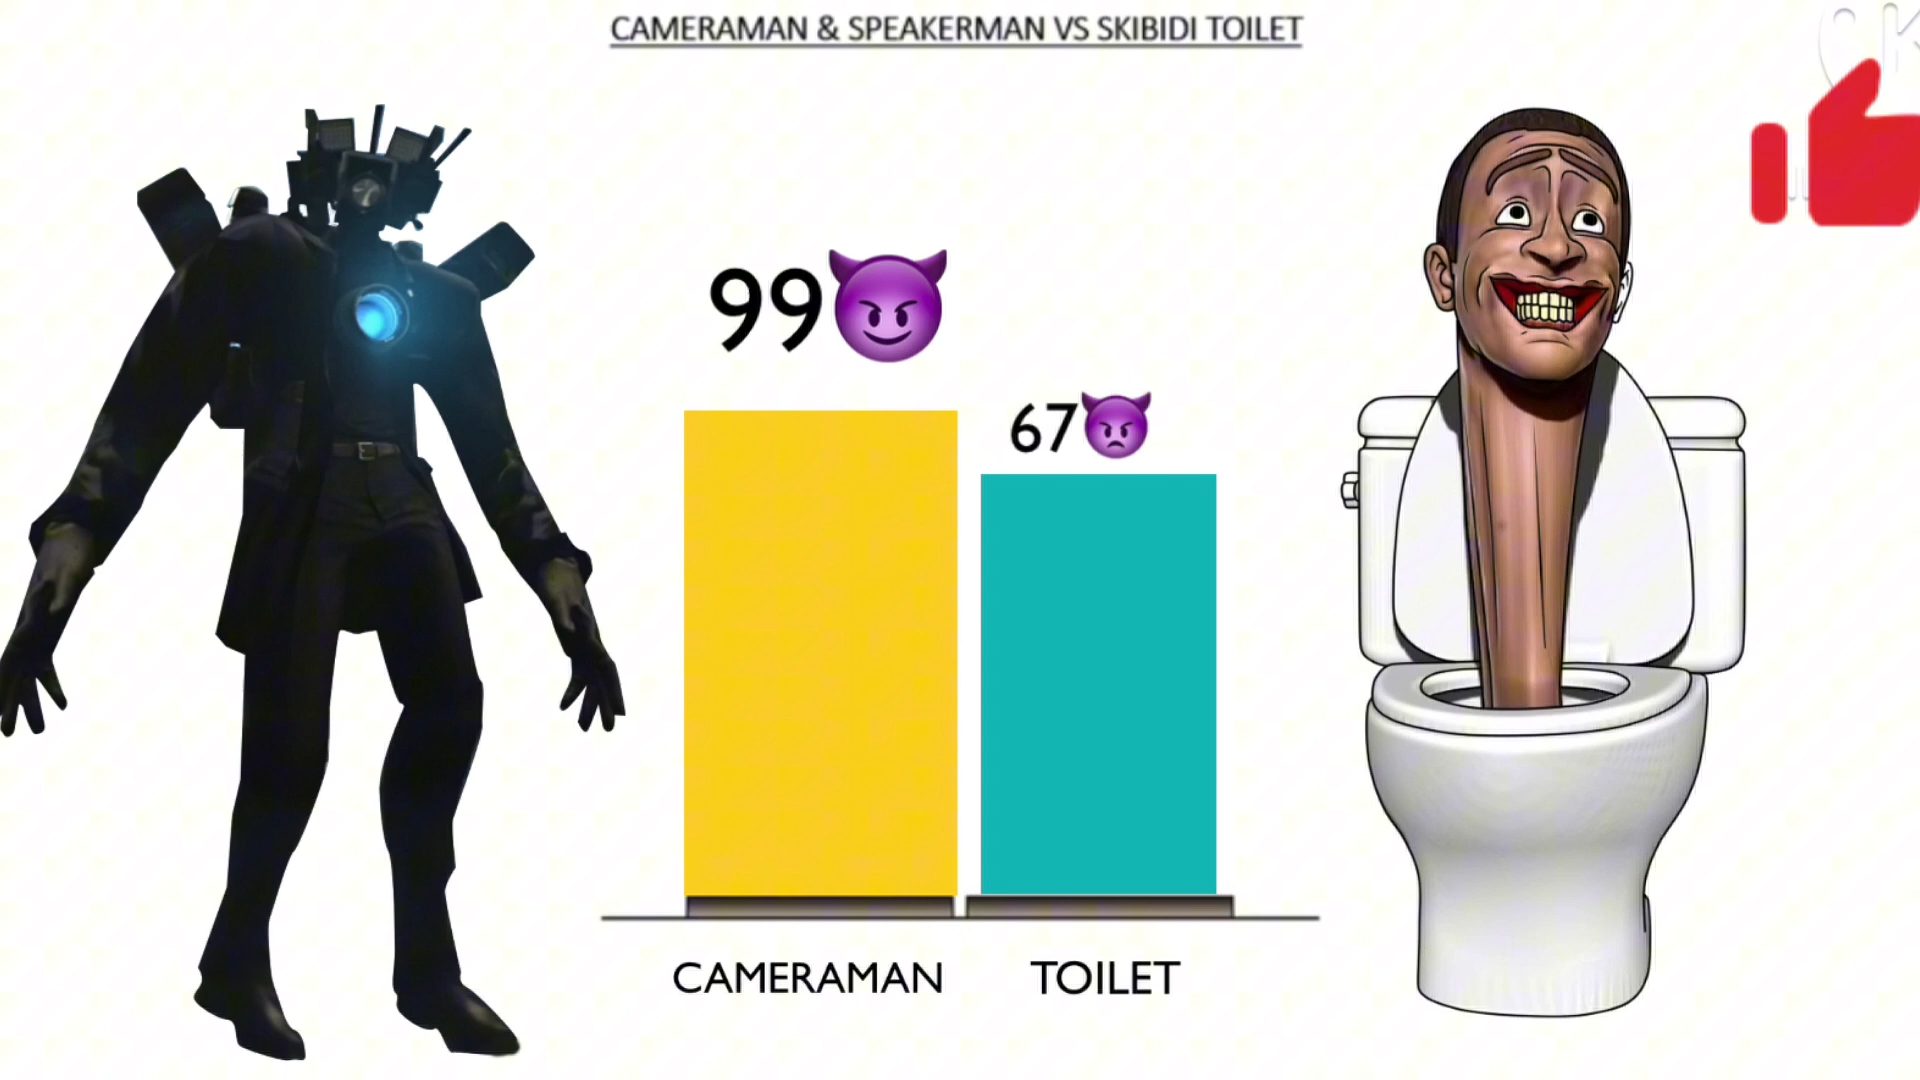 CAMERAMAN & SPEAKERMAN VS SKIBIDI TOILET
99😈
67👿
CAMERAMAN
TOILET